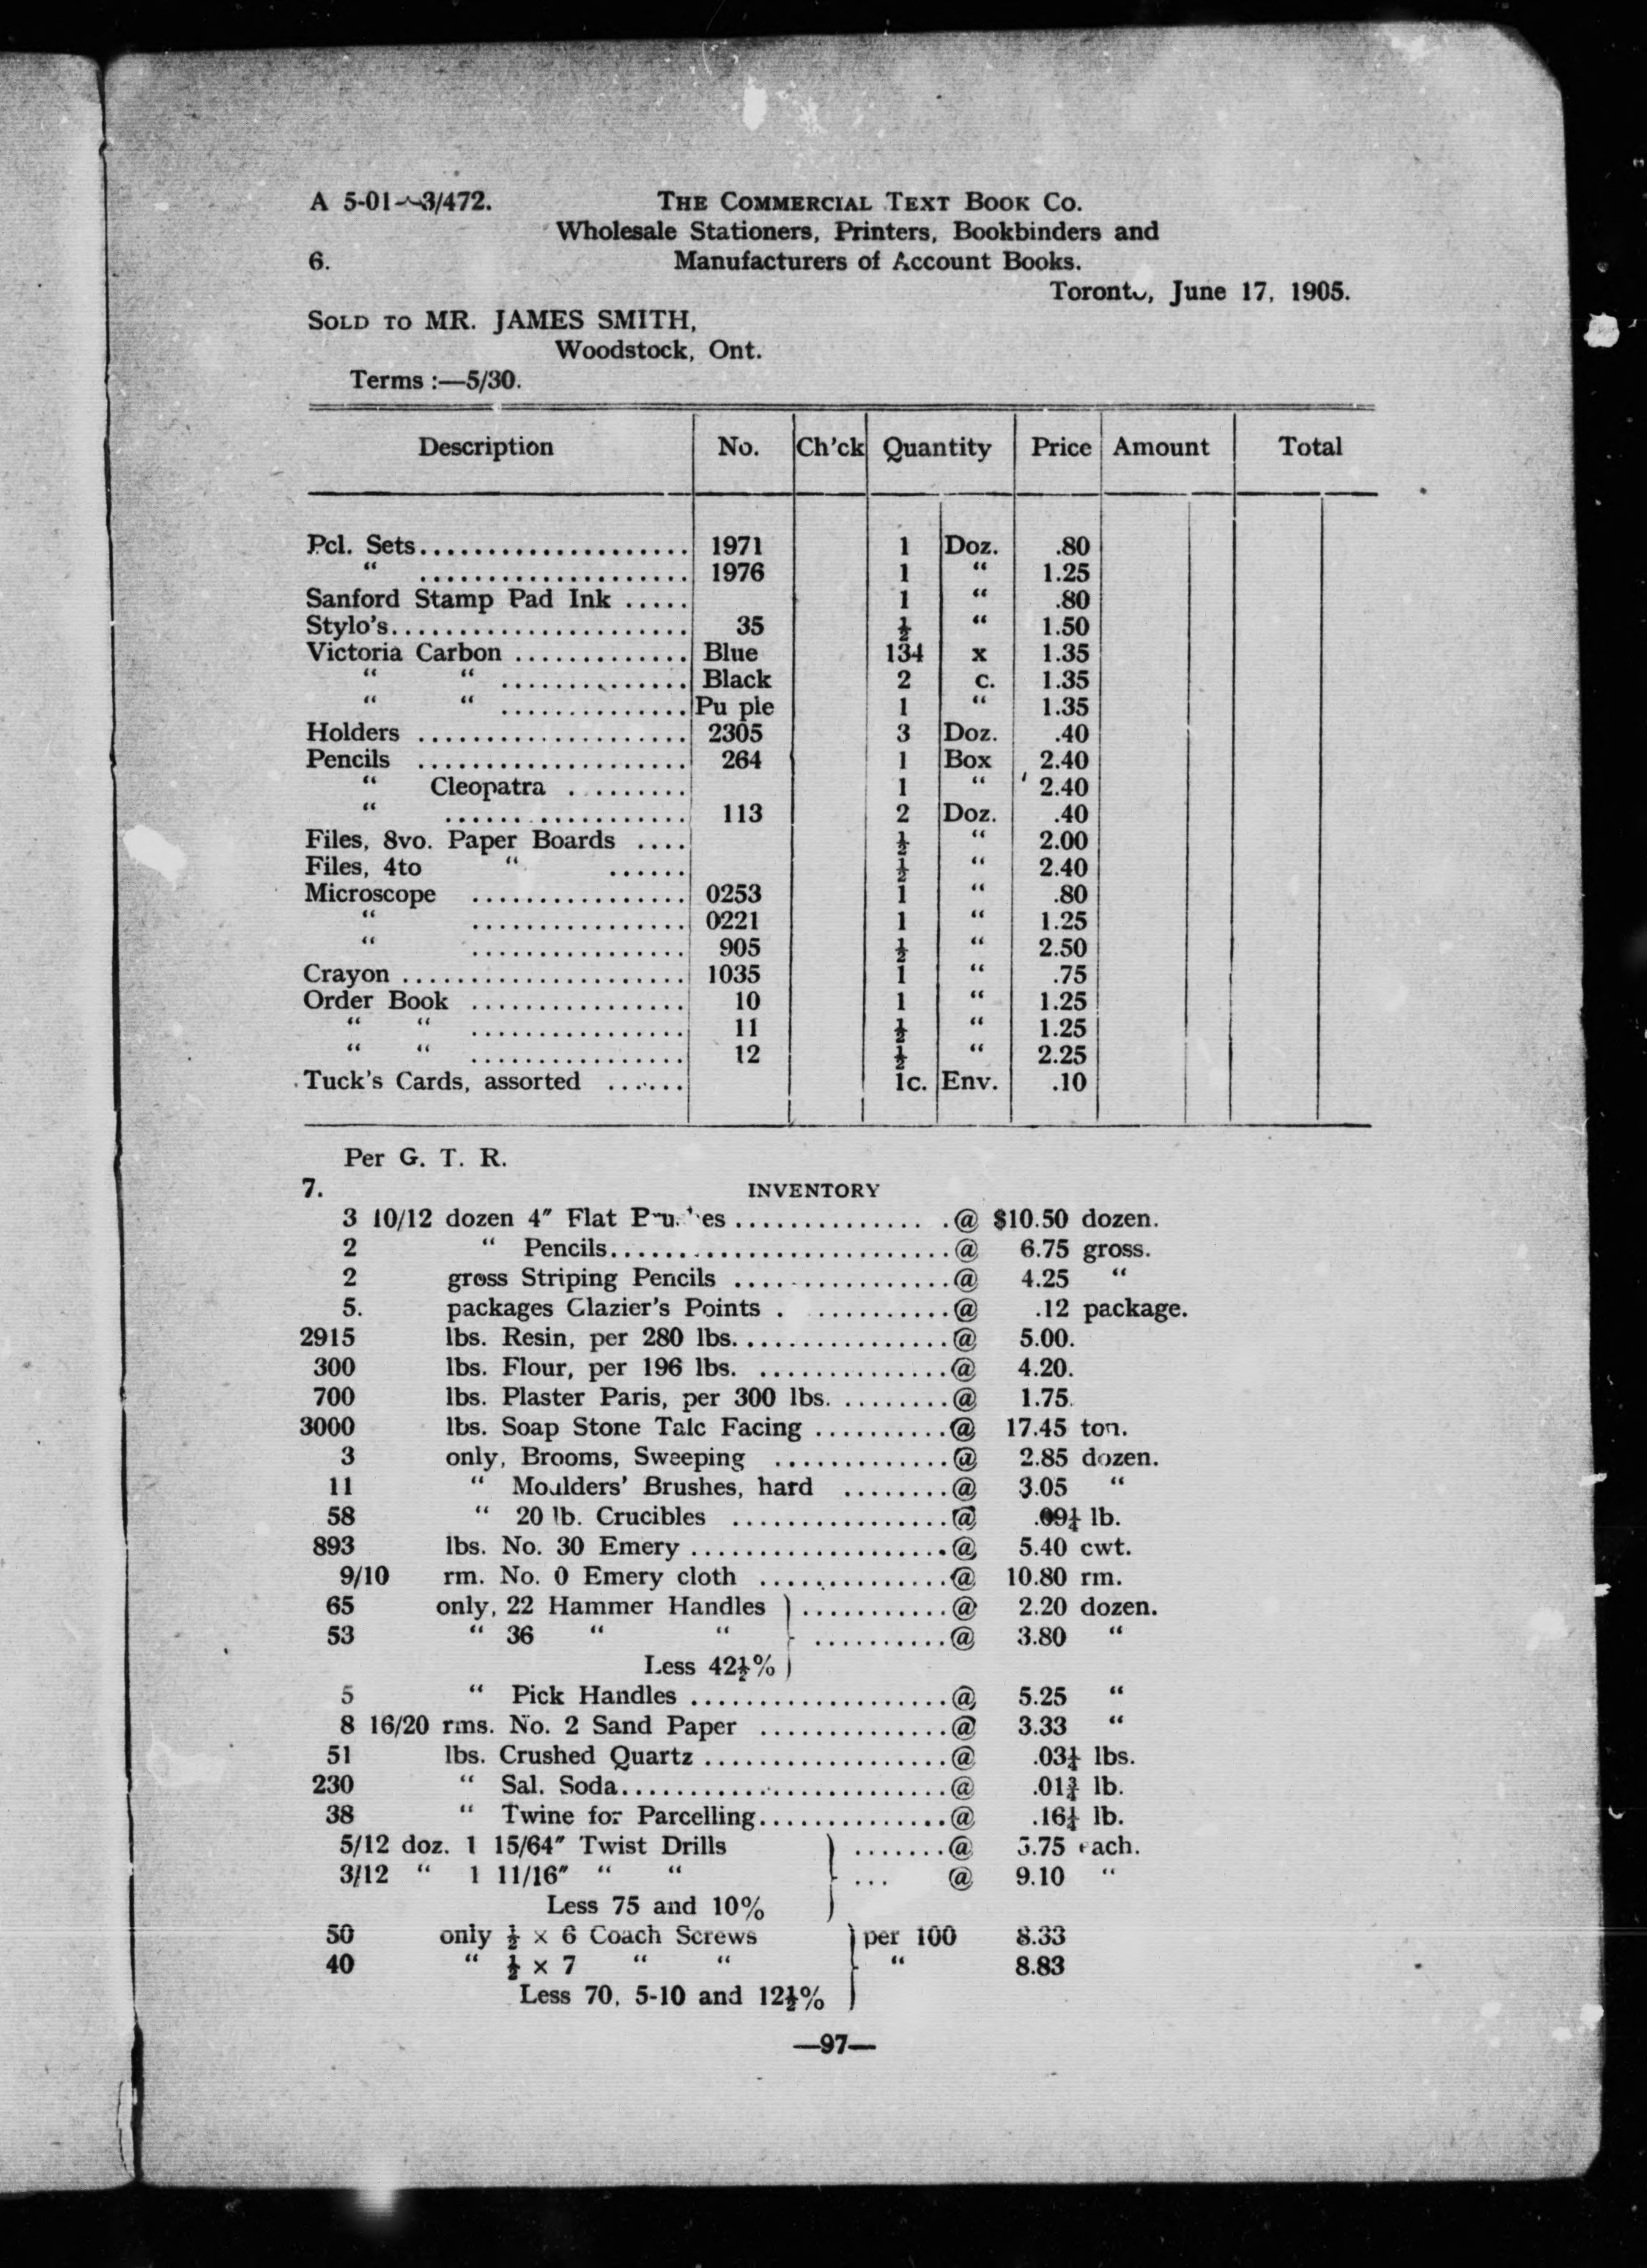 A 5-01—3/472. THE COMMERCIAL TEXT BOOK CO.
Wholesale Stationers, Printers, Bookbinders and
6. Manufacturers of Account Books.
Toronto, June 17, 1905.
SOLD TO MR. JAMES SMITH,
Woodstock, Ont.
Terms :—5/30.
Description No. Ch'ck Quantity Price Amount Total
Pcl. Sets.................... 1971 1 Doz. .80
“ .................... 1976 1 “ 1.25
Sanford Stamp Pad Ink ..... 1 “ .80
Stylo's...................... 35 ½ “ 1.50
Victoria Carbon ............. Blue 134 x 1.35
“ “ .............. Black 2 c. 1.35
“ “ .............. Pu ple 1 “ 1.35
Holders .................... 2305 3 Doz. .40
Pencils .................... 264 1 Box 2.40
“ Cleopatra ......... 1 “ 2.40
“ .................. 113 2 Doz. .40
Files, 8vo. Paper Boards .... ½ “ 2.00
Files, 4to “ ...... ½ “ 2.40
Microscope ................ 0253 1 “ .80
“ ................ 0221 1 “ 1.25
“ ................ 905 ½ “ 2.50
Crayon ..................... 1035 1 “ .75
Order Book ................ 10 1 “ 1.25
“ “ ................ 11 ½ “ 1.25
“ “ ................ 12 ½ “ 2.25
Tuck's Cards, assorted ...... 1c. Env. .10
Per G. T. R.
7. INVENTORY
3 10/12 dozen 4″ Flat ................@ $10.50 dozen.
2 “ Pencils.........................@ 6.75 gross.
2 gross Striping Pencils ................@ 4.25 “
5. packages Glazier's Points . ...........@ .12 package.
2915 lbs. Resin, per 280 lbs................@ 5.00.
300 lbs. Flour, per 196 lbs. ..............@ 4.20.
700 lbs. Plaster Paris, per 300 lbs. ........@ 1.75.
3000 lbs. Soap Stone Talc Facing ..........@ 17.45 ton.
3 only, Brooms, Sweeping .............@ 2.85 dozen.
11 “ Moulders' Brushes, hard ........@ 3.05 “
58 “ 20 lb. Crucibles ................@ .09¼ lb.
893 lbs. No. 30 Emery ...................@ 5.40 cwt.
9/10 rm. No. 0 Emery cloth ..............@ 10.80 rm.
65 only, 22 Hammer Handles } ...........@ 2.20 dozen.
53 “ 36 “ “ } ..........@ 3.80 “
Less 42½% }
5 “ Pick Handles ...................@ 5.25 “
8 16/20 rms. No. 2 Sand Paper ..............@ 3.33 “
51 lbs. Crushed Quartz ..................@ .03¼ lbs.
230 “ Sal. Soda........................@ .01¾ lb.
38 “ Twine for Parcelling..............@ .16¼ lb.
5/12 doz. 1 15/64″ Twist Drills } .......@ .75 each.
3/12 “ 1 11/16″ “ “ } ... @ 9.10 “
Less 75 and 10% }
50 only ½ × 6 Coach Screws } per 100 8.33
40 “ ½ × 7 “ “ } “ 8.83
Less 70, 5-10 and 12½% }
—97—